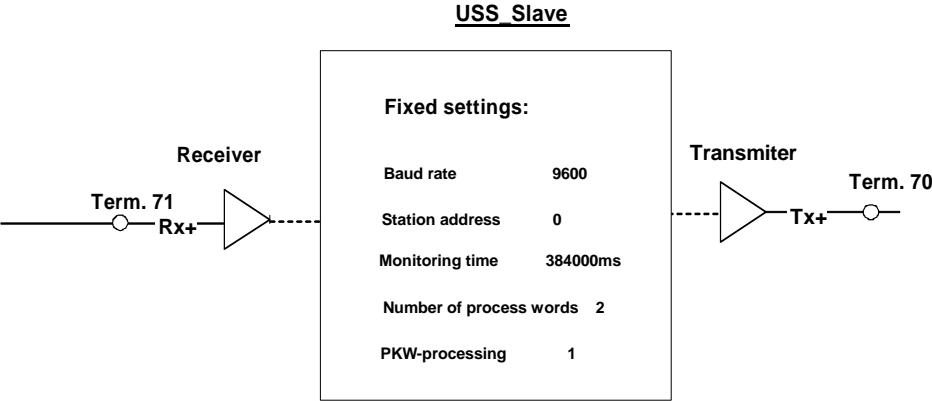 USS_Slave
Fixed settings:
Receiver
Transmiter
Baud rate 9600
Term. 71
Term. 70
Rx+
Station address 0
Tx+
Monitoring time 384000ms
Number of process words 2
PKW-processing 1